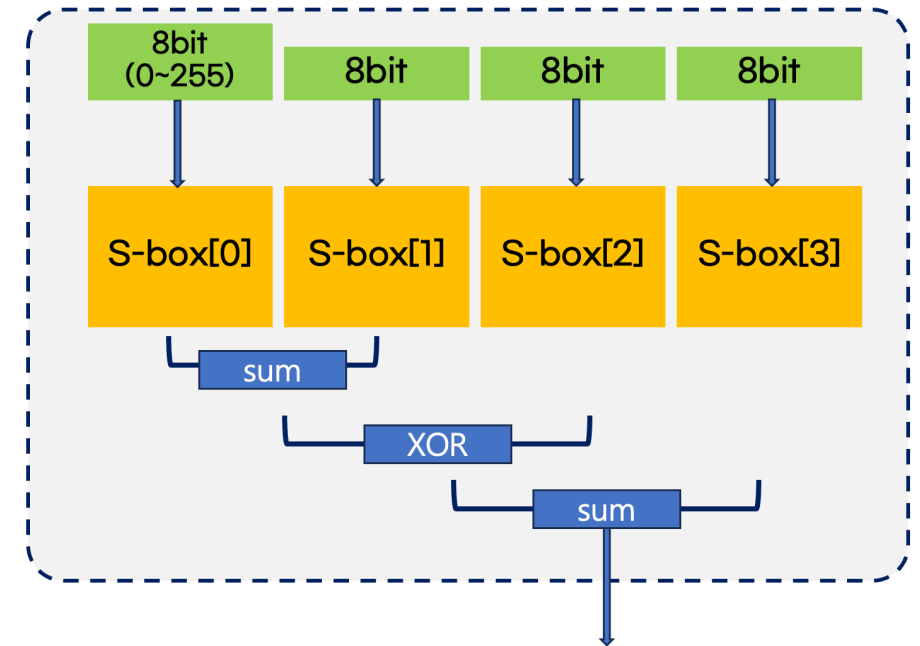 8bit
(0~255)
8bit
8bit
8bit
S-box[0]
S-box[1]
S-box[2]
S-box[3]
sum
XOR
sum